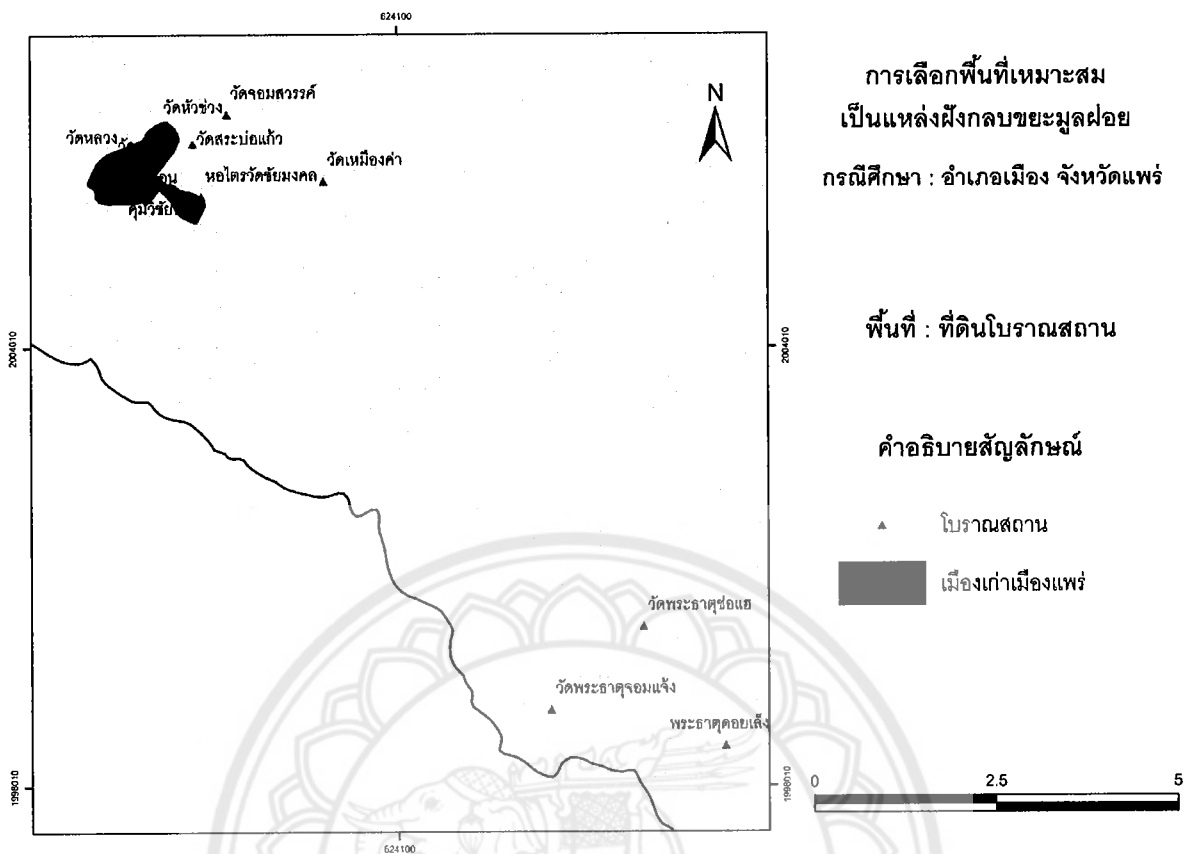 624100
วัดจอมสวรรค์
วัดหัวช่วง
วัดหลวง
วัดสระบ่อแก้ว
วัดเหมืองค่า
หอไตรวัดชัยมงคล
2004010
2004010
วัดพระธาตุช่อแฮ
วัดพระธาตุจอมแจ้ง
พระธาตุดอยเล็ง
1998010
1998010
624100
N
การเลือกพื้นที่เหมาะสม
เป็นแหล่งฝังกลบขยะมูลฝอย
กรณีศึกษา : อำเภอเมือง จังหวัดแพร่
พื้นที่ : ที่ดินโบราณสถาน
คำอธิบายสัญลักษณ์
โบราณสถาน
เมืองเก่าเมืองแพร่
0 2.5 5